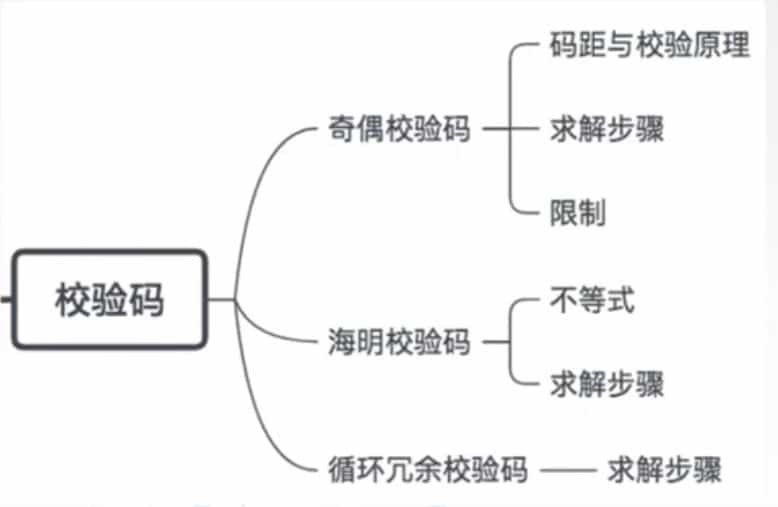 校验码
奇偶校验码
码距与校验原理
求解步骤
限制
海明校验码
不等式
求解步骤
循环冗余校验码
求解步骤